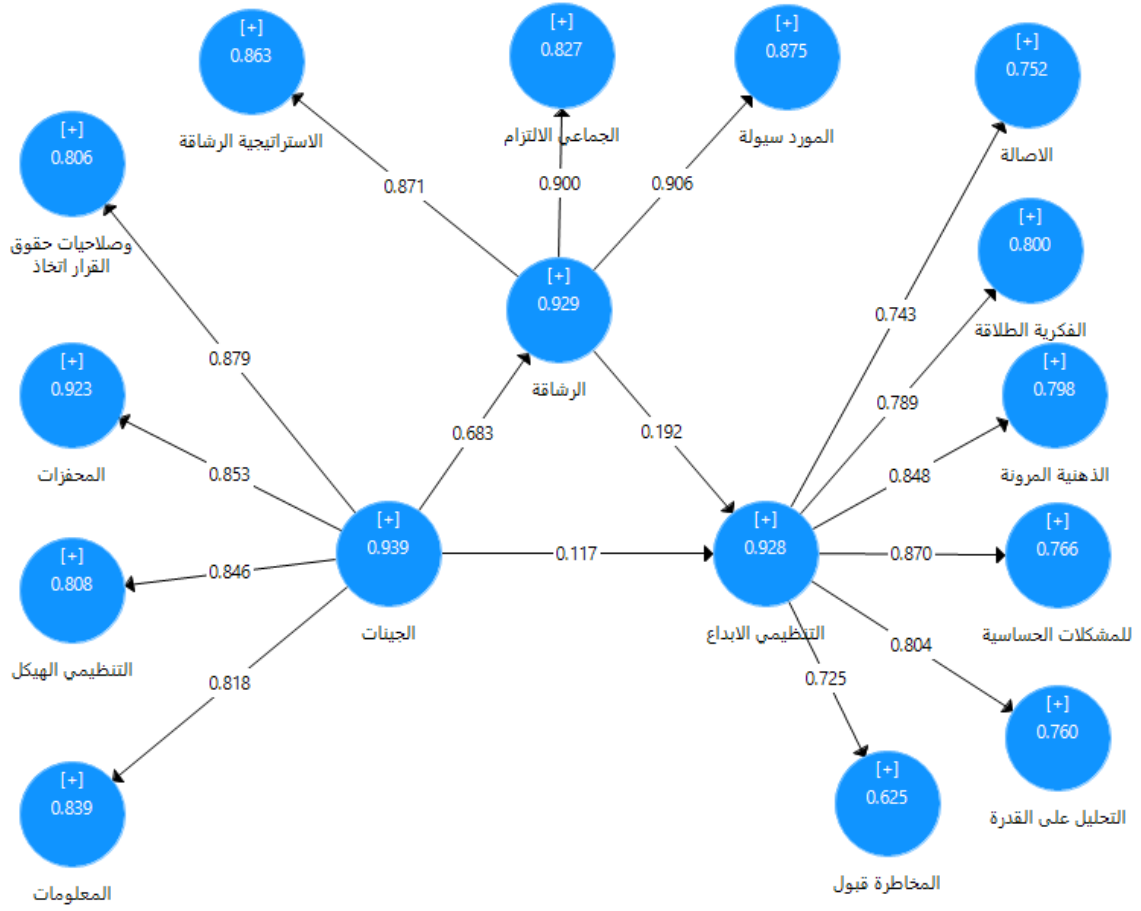 [+]
0.863
الاستراتيجية الرشاقة
[+]
0.827
الجماعي الالتزام
[+]
0.875
المورد سيولة
[+]
0.752
الاصالة
[+]
0.806
وصلاحيات حقوق
القرار اتخاذ
0.871
0.900
0.906
[+]
0.800
الفكرية الطلاقة
[+]
0.929
الرشاقة
0.743
[+]
0.923
المحفزات
0.879
[+]
0.798
الذهنية المرونة
0.683
0.192
0.789
0.853
0.848
[+]
0.808
التنظيمي الهيكل
0.846
[+]
0.939
الجينات
0.117
[+]
0.928
التنظيمي الابداع
0.870
[+]
0.766
للمشكلات الحساسية
0.818
0.725
0.804
[+]
0.760
التحليل على القدرة
[+]
0.839
المعلومات
[+]
0.625
المخاطرة قبول